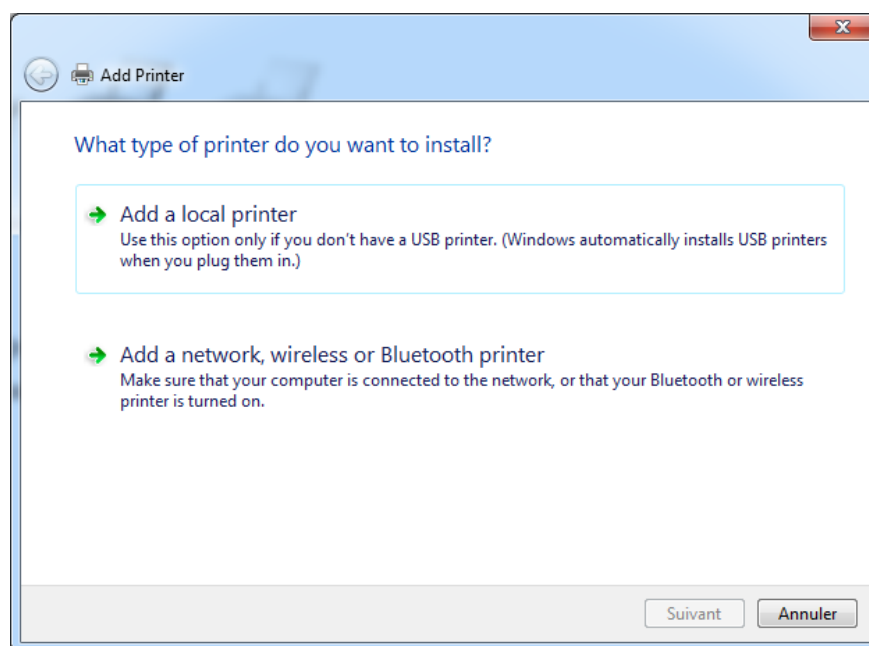 Add Printer
What type of printer do you want to install?
Add a local printer
Use this option only if you don't have a USB printer. (Windows automatically installs USB printers
when you plug them in.)
Add a network, wireless or Bluetooth printer
Make sure that your computer is connected to the network, or that your Bluetooth or wireless
printer is turned on.
Suivant Annuler